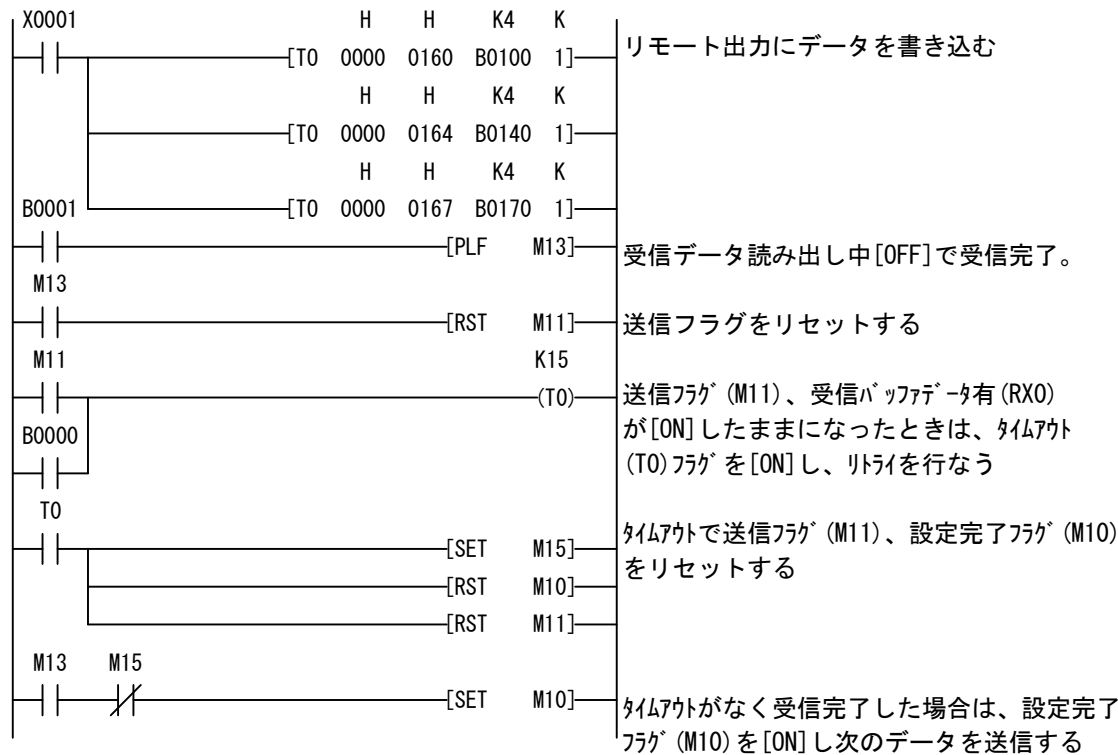 X0001 H H K4 K
[TO 0000 0160 B0100 1] リモート出力にデータを書き込む
H H K4 K
[TO 0000 0164 B0140 1]
H H K4 K
B0001 [TO 0000 0167 B0170 1]
[PLF M13] 受信データ読み出し中[OFF]で受信完了。
M13
[RST M11] 送信フラグをリセットする
M11 K15
(T0) 送信ﾌﾗｸﾞ(M11)、受信ﾊﾞｯﾌｧﾃﾞｰﾀ有(RX0)
B0000 が[ON]したままになったときは、ﾀｲﾑｱｳﾄ
(T0)ﾌﾗｸﾞを[ON]し、ﾘﾄﾗｲを行なう
T0
[SET M15] ﾀｲﾑｱｳﾄで送信ﾌﾗｸﾞ(M11)、設定完了ﾌﾗｸﾞ(M10)
[RST M10] をリセットする
[RST M11]
M13 M15
[SET M10] ﾀｲﾑｱｳﾄがなく受信完了した場合は、設定完了
ﾌﾗｸﾞ(M10)を[ON]し次のデータを送信する